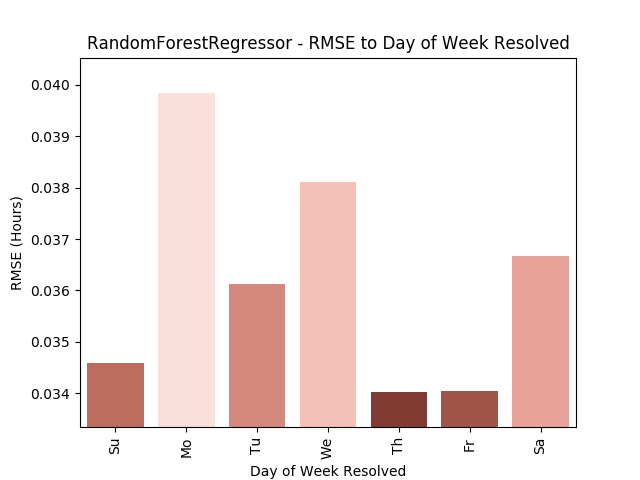 RandomForestRegressor - RMSE to Day of Week Resolved
0.040
0.039
0.038
0.037
0.036
0.035
0.034
RMSE (Hours)
Su Mo Tu We Th Fr Sa
Day of Week Resolved